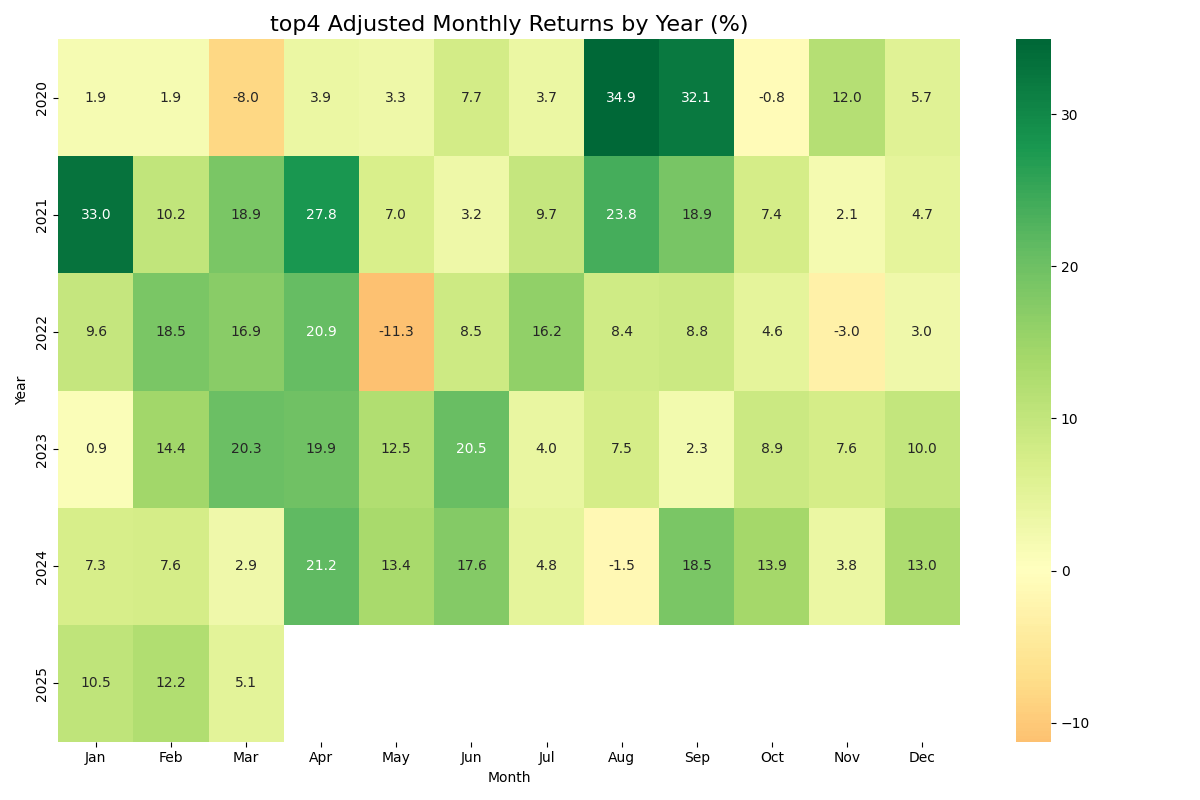 top4 Adjusted Monthly Returns by Year (%)
2020 1.9 1.9 -8.0 3.9 3.3 7.7 3.7 34.9 32.1 -0.8 12.0 5.7
2021 33.0 10.2 18.9 27.8 7.0 3.2 9.7 23.8 18.9 7.4 2.1 4.7
2022 9.6 18.5 16.9 20.9 -11.3 8.5 16.2 8.4 8.8 4.6 -3.0 3.0
2023 0.9 14.4 20.3 19.9 12.5 20.5 4.0 7.5 2.3 8.9 7.6 10.0
2024 7.3 7.6 2.9 21.2 13.4 17.6 4.8 -1.5 18.5 13.9 3.8 13.0
2025 10.5 12.2 5.1
Year
Jan Feb Mar Apr May Jun Jul Aug Sep Oct Nov Dec
Month
30
20
10
0
−10